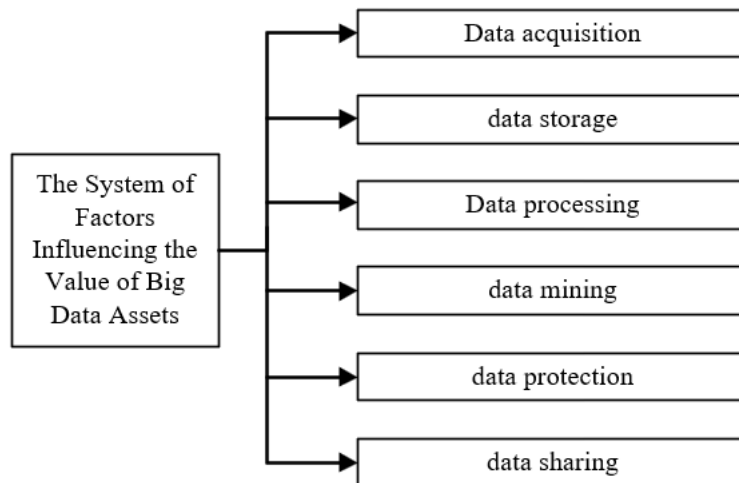 The System of
Factors
Influencing the
Value of Big
Data Assets
Data acquisition
data storage
Data processing
data mining
data protection
data sharing